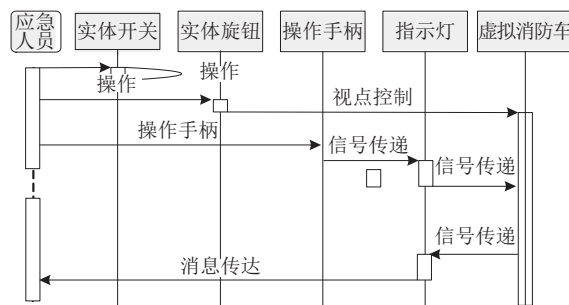 应急
人员
实体开关
实体旋钮
操作手柄
指示灯
虚拟消防车
操作
操作
视点控制
操作手柄
信号传递
信号传递
信号传递
消息传达